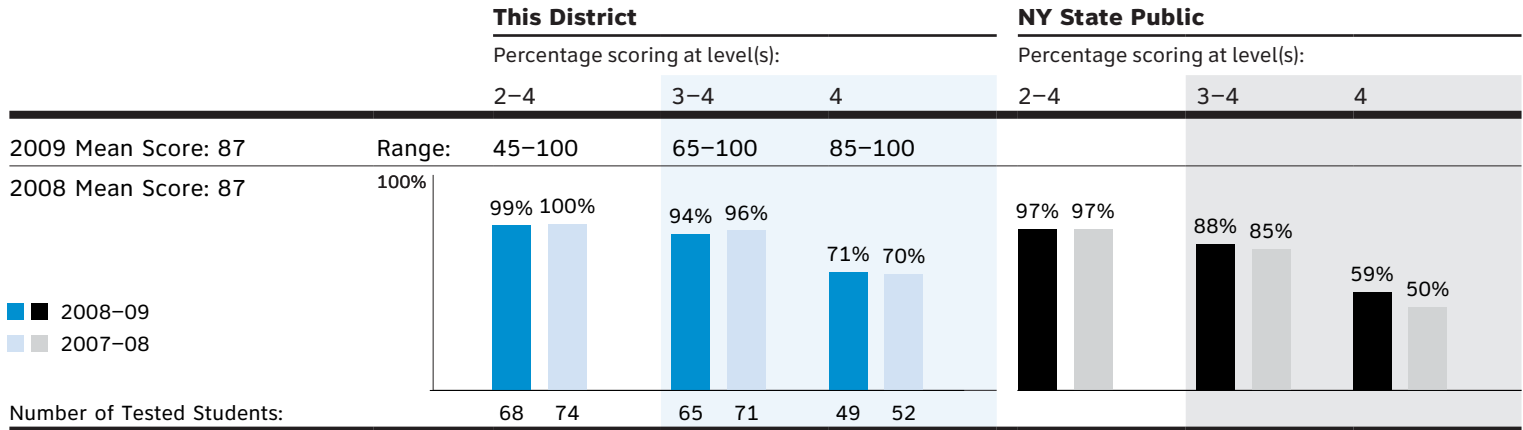 This District NY State Public
Percentage scoring at level(s): Percentage scoring at level(s):
2–4 3–4 4 2–4 3–4 4
2009 Mean Score: 87 Range: 45–100 65–100 85–100
2008 Mean Score: 87 100%
99% 100% 94% 96% 71% 70% 97% 97% 88% 85% 59% 50%
2008–09
2007–08
Number of Tested Students: 68 74 65 71 49 52